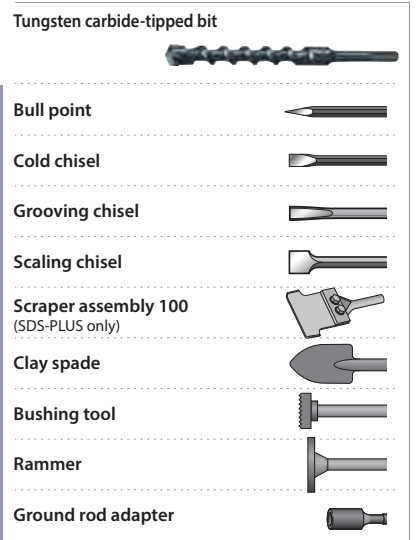 Tungsten carbide-tipped bit
Bull point
Cold chisel
Grooving chisel
Scaling chisel
Scraper assembly 100
(SDS-PLUS only)
Clay spade
Bushing tool
Rammer
Ground rod adapter